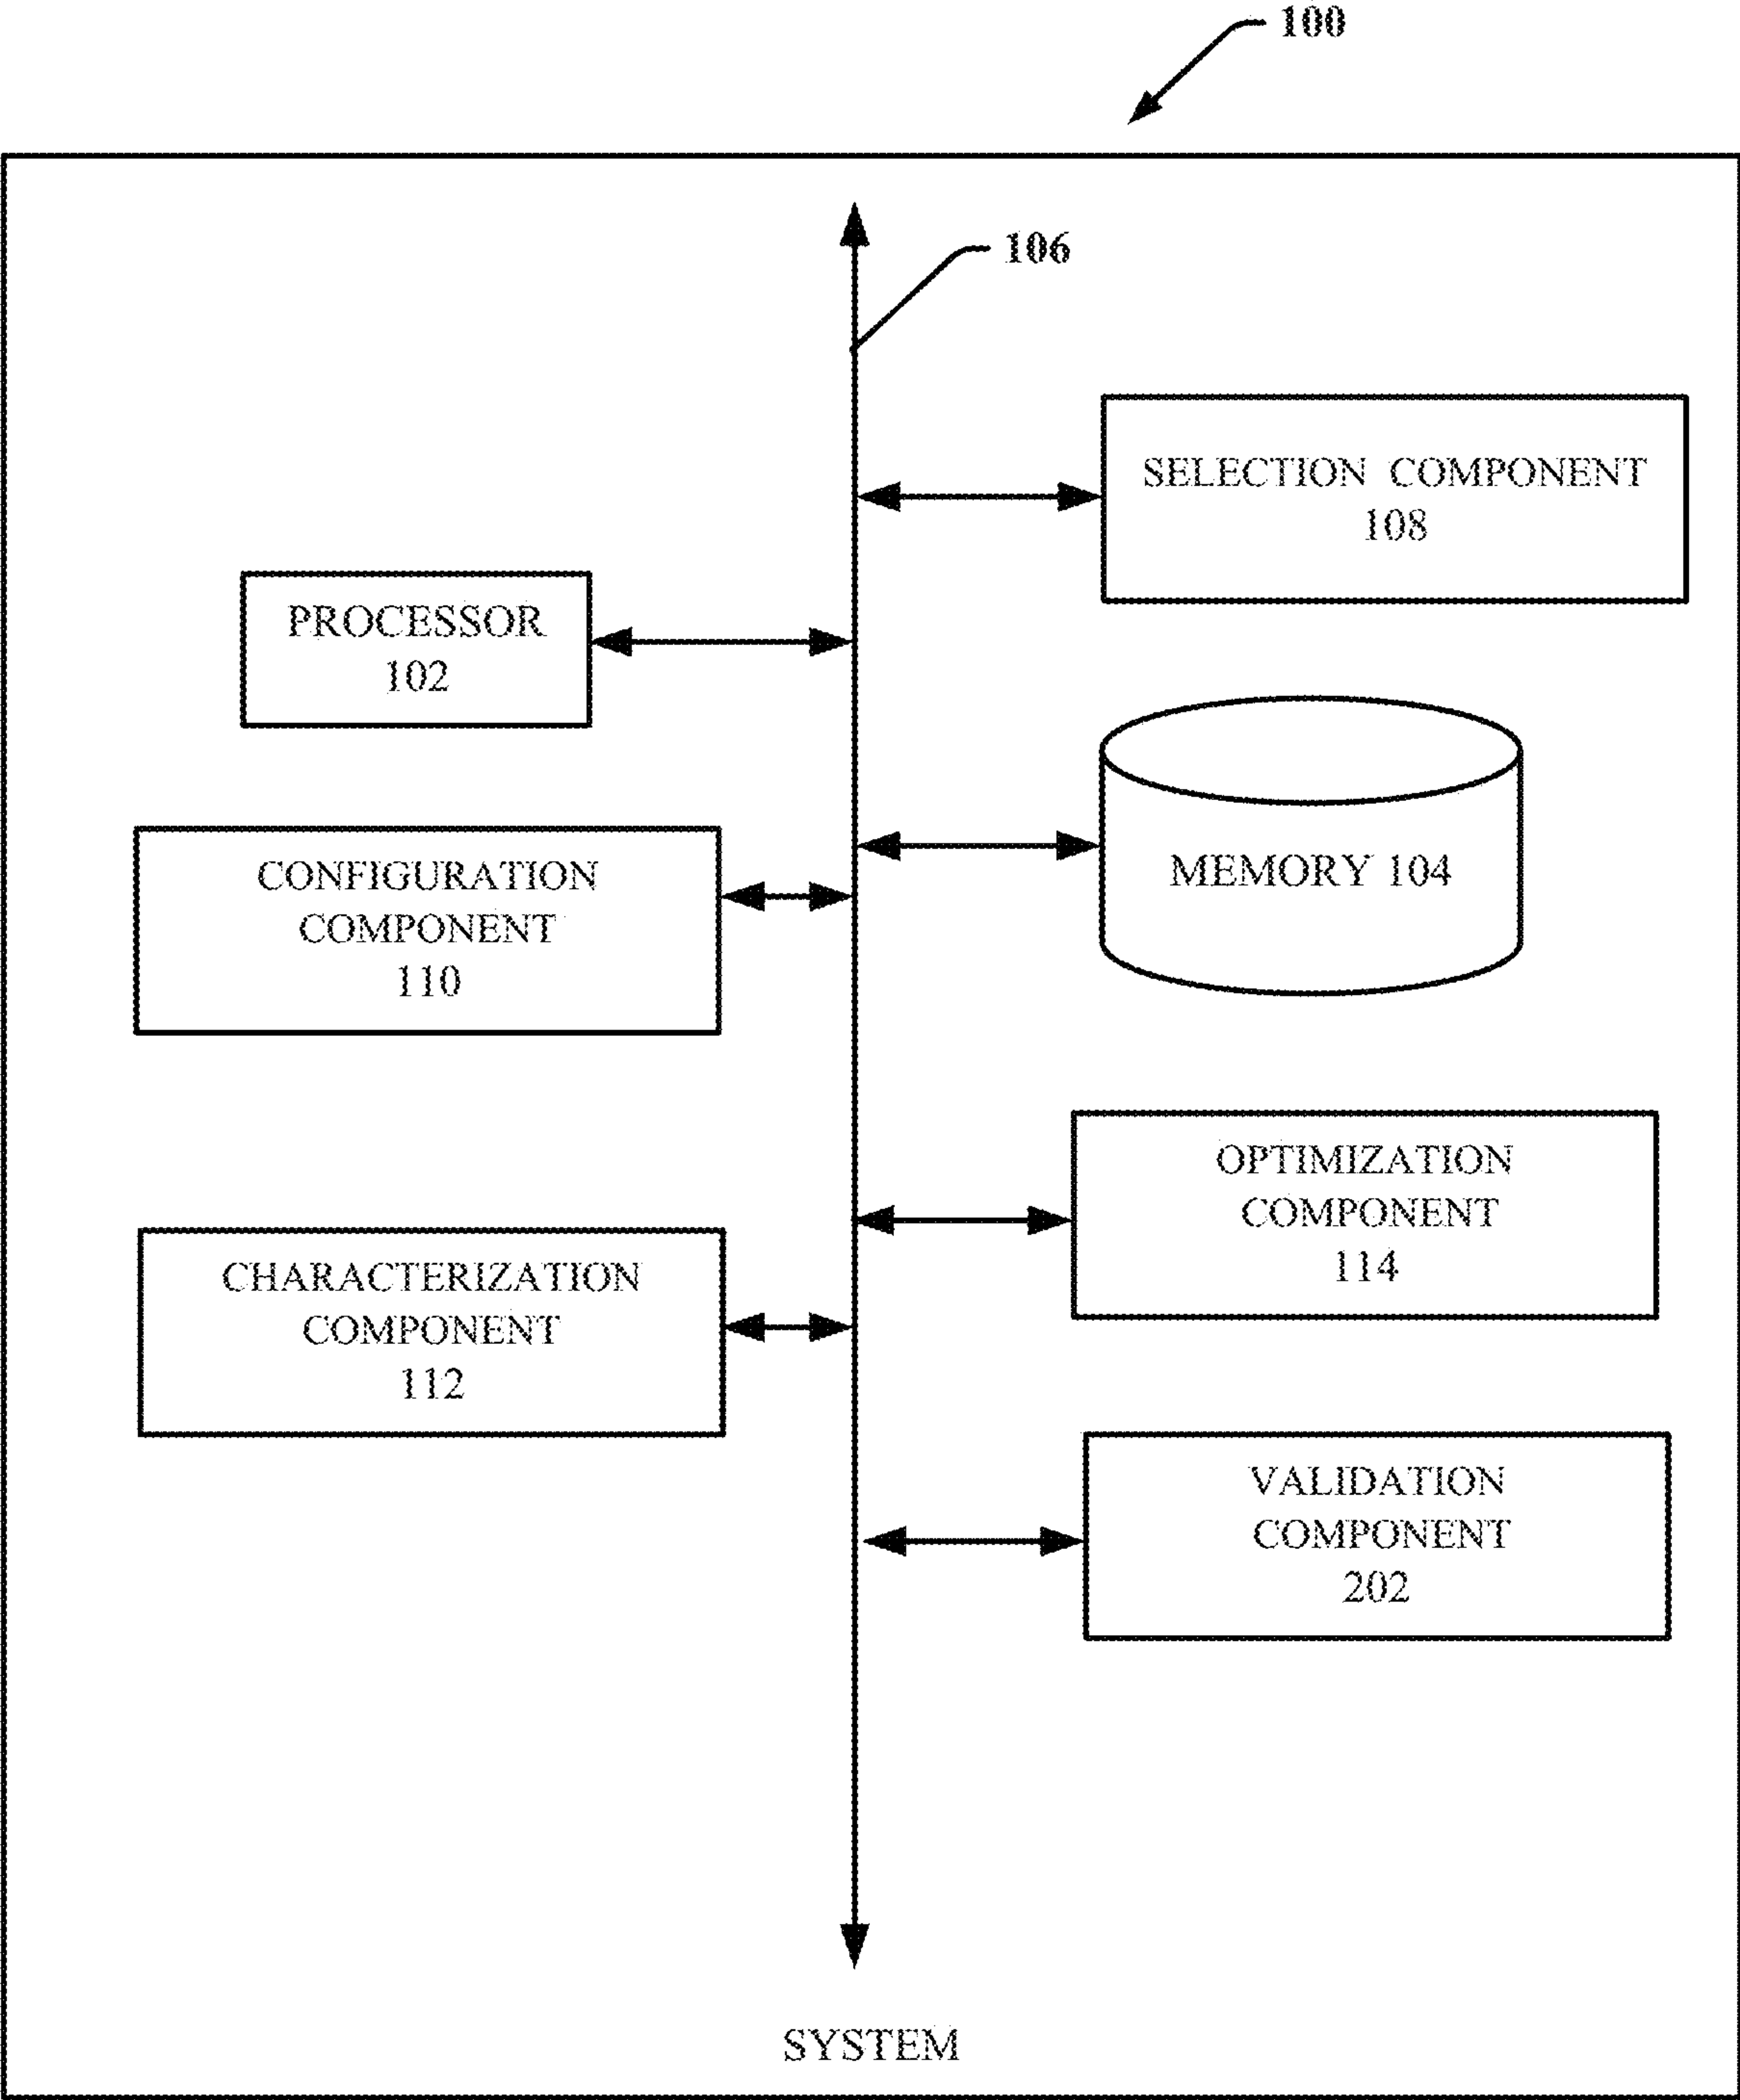 100
106
SELECTION COMPONENT
108
PROCESSOR
102
MEMORY 104
CONFIGURATION
COMPONENT
110
OPTIMIZATION
COMPONENT
114
CHARACTERIZATION
COMPONENT
112
VALIDATION
COMPONENT
202
SYSTEM